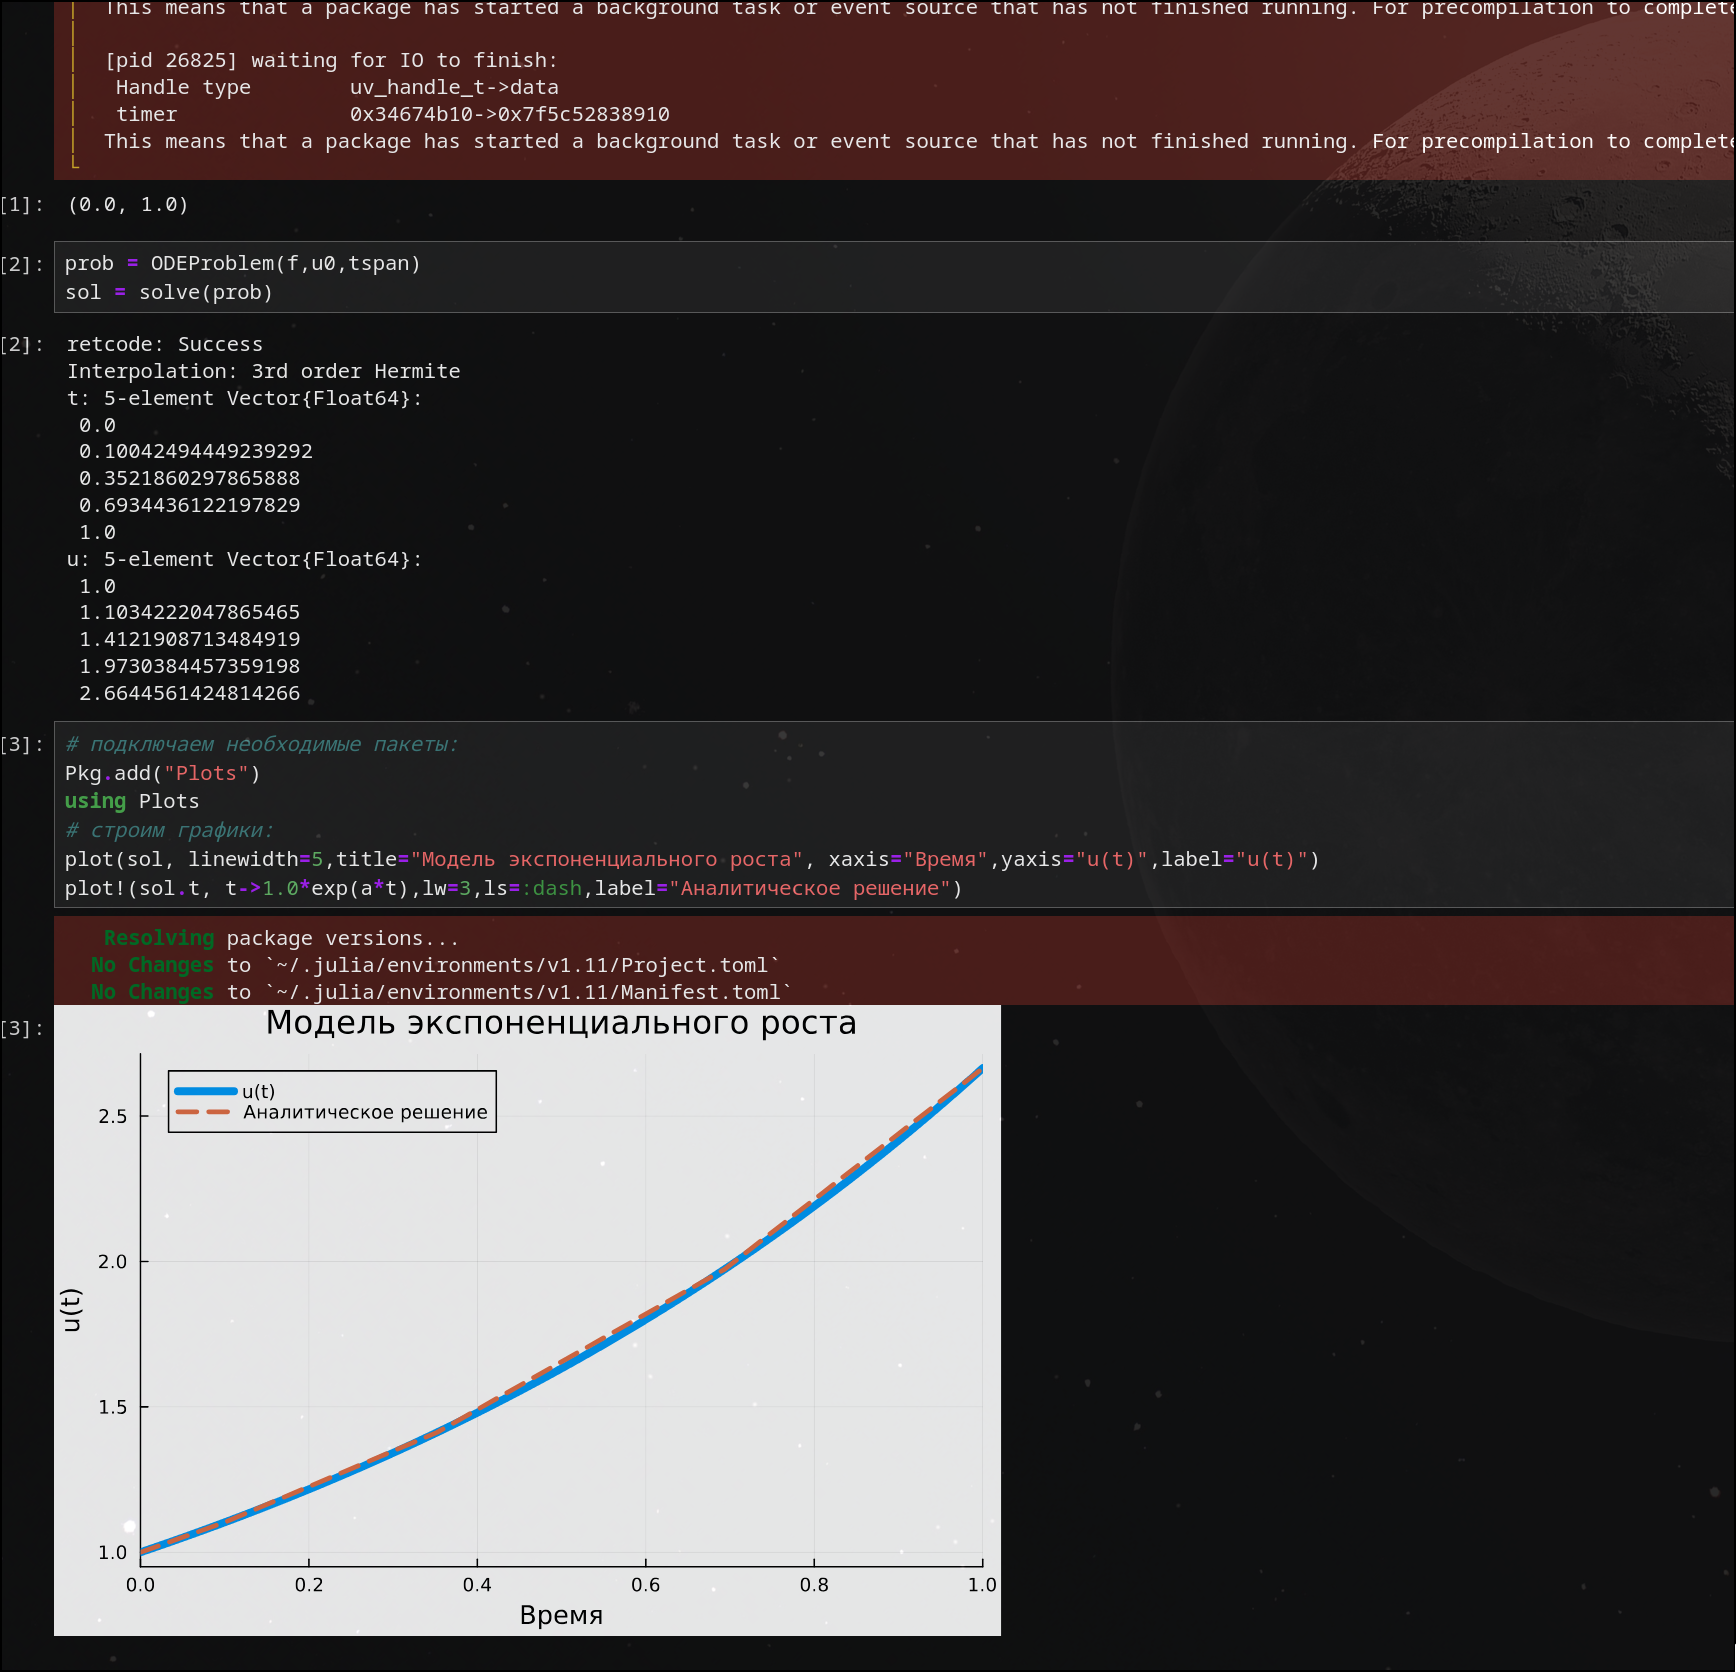 This means that a package has started a background task or event source that has not finished running. For precompilation to complete
[pid 26825] waiting for IO to finish:
Handle type uv_handle_t->data
timer 0x34674b10->0x7f5c52838910
This means that a package has started a background task or event source that has not finished running. For precompilation to complete
[1]: (0.0, 1.0)
[2]: prob = ODEProblem(f,u0,tspan)
sol = solve(prob)
[2]: retcode: Success
Interpolation: 3rd order Hermite
t: 5-element Vector{Float64}:
0.0
0.10042494449239292
0.3521860297865888
0.6934436122197829
1.0
u: 5-element Vector{Float64}:
1.0
1.1034222047865465
1.4121908713484919
1.9730384457359198
2.6644561424814266
[3]: # подключаем необходимые пакеты:
Pkg.add("Plots")
using Plots
# строим графики:
plot(sol, linewidth=5,title="Модель экспоненциального роста", xaxis="Время",yaxis="u(t)",label="u(t)")
plot!(sol.t, t->1.0*exp(a*t),lw=3,ls=:dash,label="Аналитическое решение")
Resolving package versions...
No Changes to `~/.julia/environments/v1.11/Project.toml`
No Changes to `~/.julia/environments/v1.11/Manifest.toml`
[3]:
Модель экспоненциального роста
u(t)
Аналитическое решение
2.5
2.0
1.5
1.0
u(t)
0.0 0.2 0.4 0.6 0.8 1.0
Время